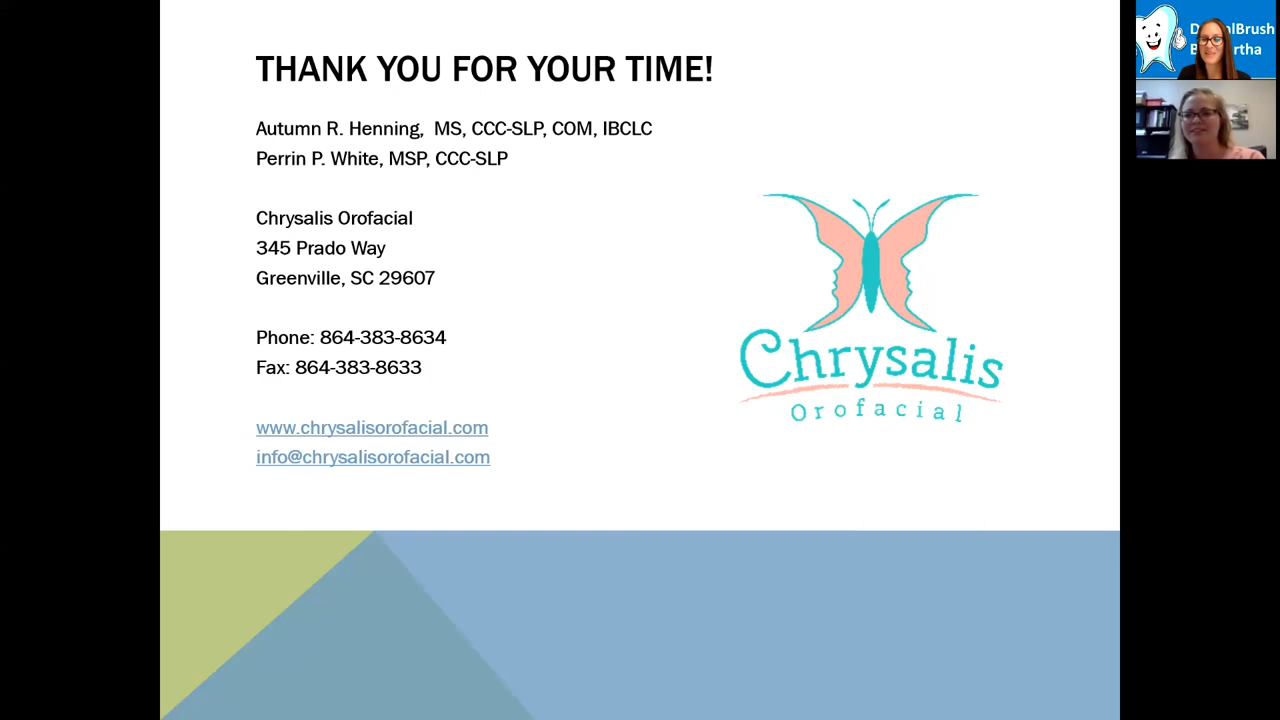 THANK YOU FOR YOUR TIME!
Autumn R. Henning, MS, CCC-SLP, COM, IBCLC
Perrin P. White, MSP, CCC-SLP
Chrysalis Orofacial
345 Prado Way
Greenville, SC 29607
Phone: 864-383-8634
Fax: 864-383-8633
www.chrysalisorofacial.com
info@chrysalisorofacial.com
Chrysalis
Orofacial